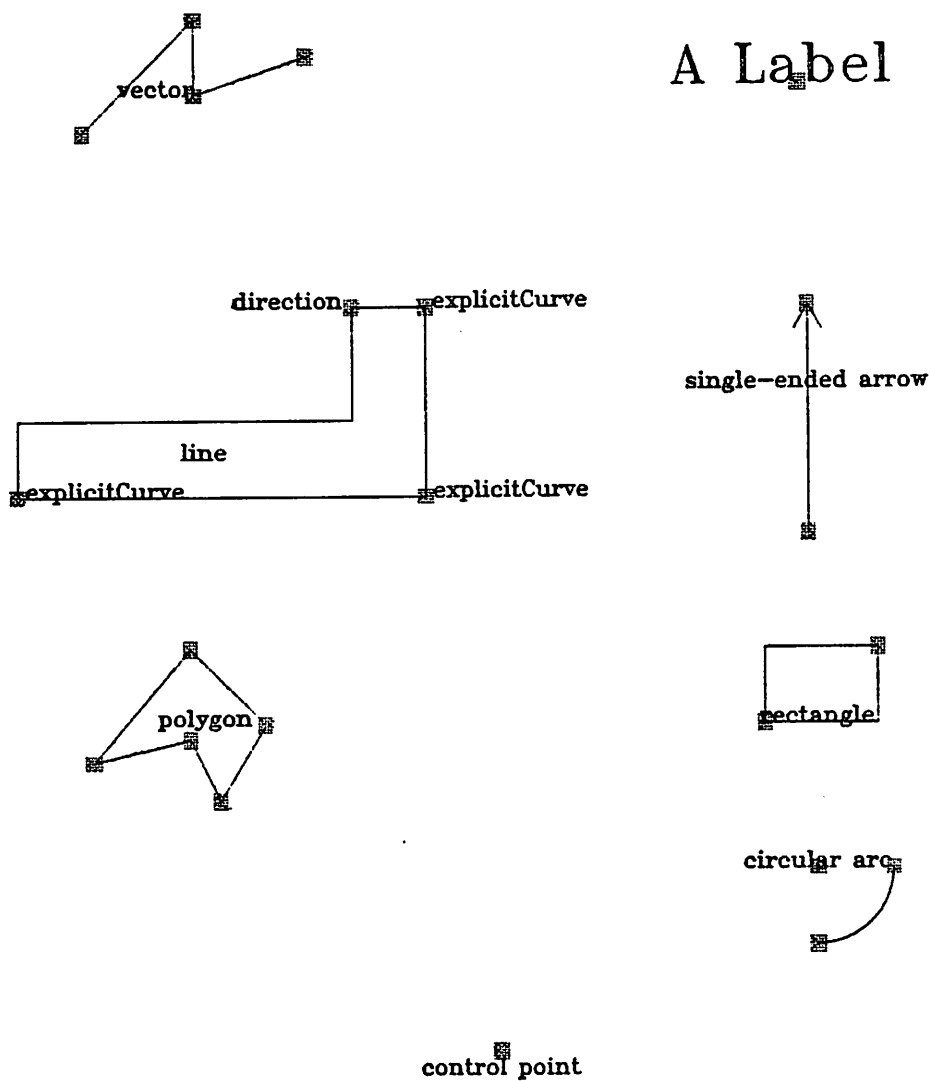 A Label
vector
direction explicitCurve
single-ended arrow
line
explicitCurve explicitCurve
polygon
rectangle
circular arc
control point